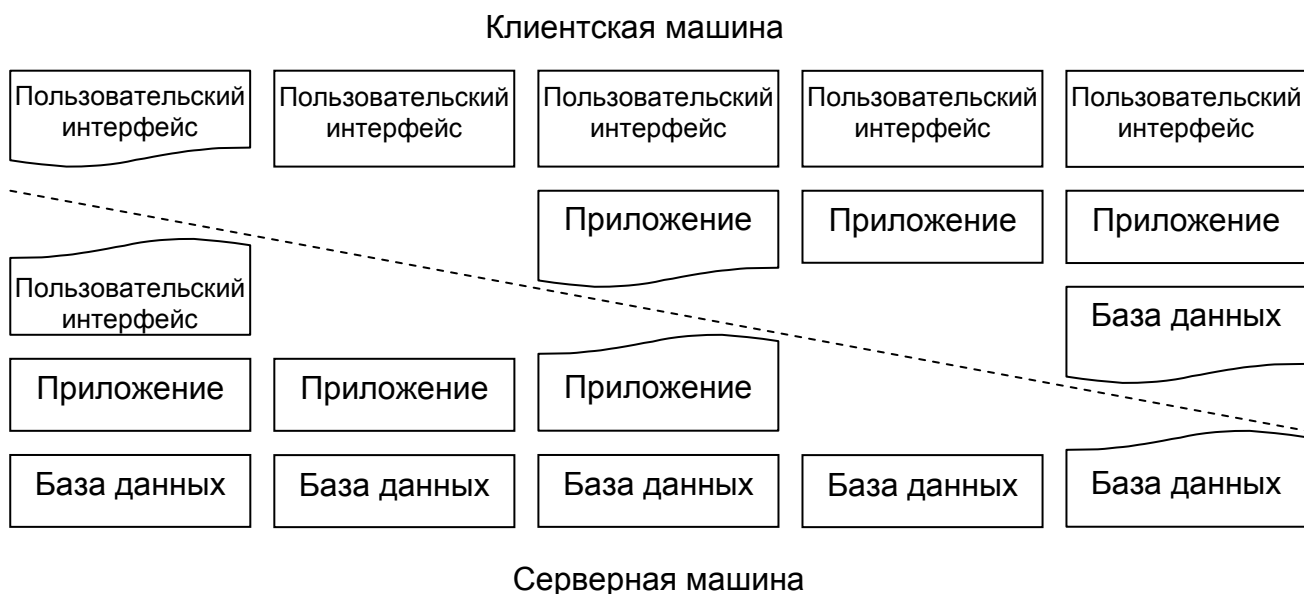 Клиентская машина
Пользовательский
интерфейс
Пользовательский
интерфейс
Пользовательский
интерфейс
Пользовательский
интерфейс
Пользовательский
интерфейс
Приложение
Приложение
Приложение
Пользовательский
интерфейс
База данных
Приложение
Приложение
Приложение
База данных
База данных
База данных
База данных
База данных
Серверная машина